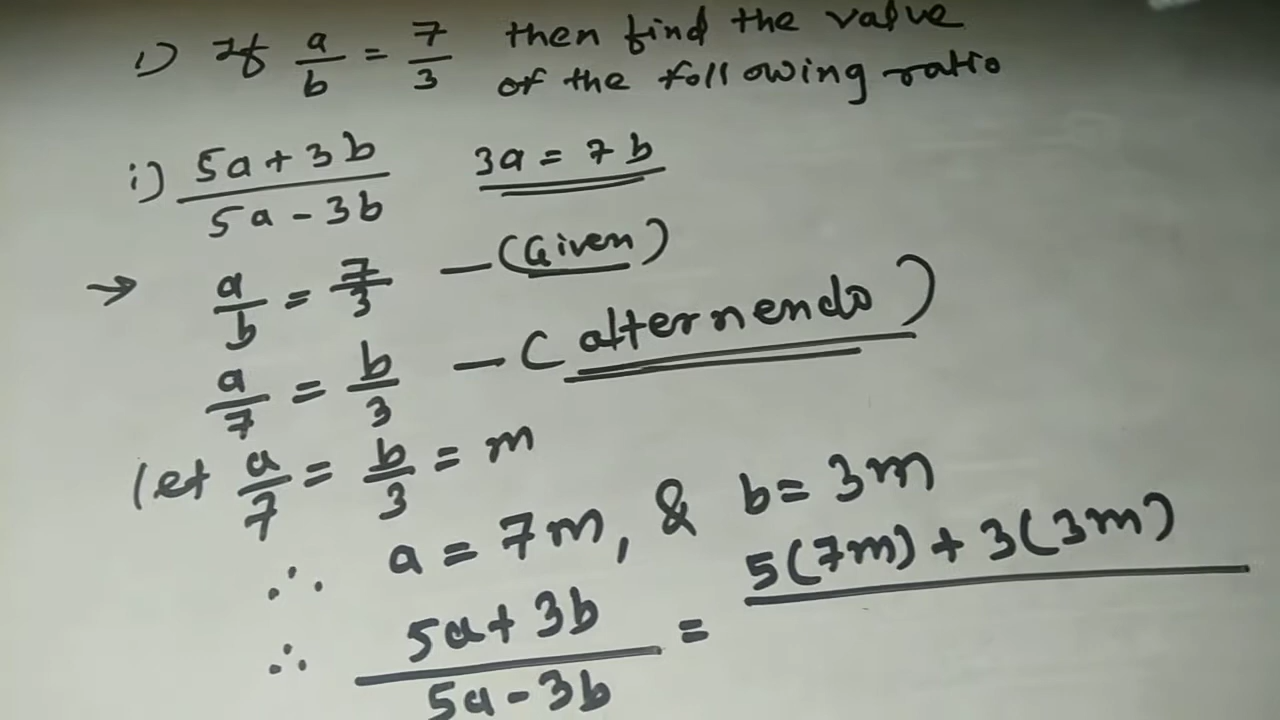 1) If a/b = 7/3 then find the value
of the following ratio
i) (5a+3b)/(5a-3b)   3a = 7b
→ a/b = 7/3 — (Given)
a/7 = b/3 — (alternendo)
let a/7 = b/3 = m
∴ a = 7m, & b = 3m
∴ (5a+3b)/(5a-3b) = 5(7m) + 3(3m)